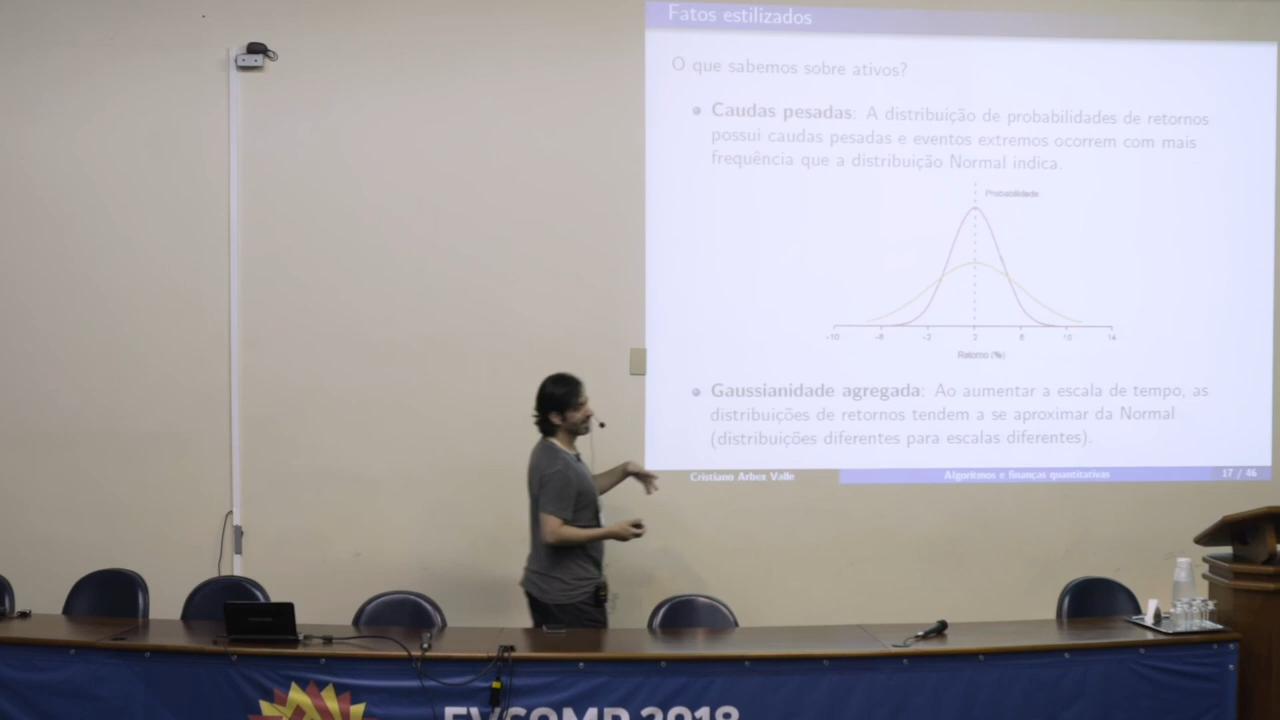 Fatos estilizados
O que sabemos sobre ativos?
Caudas pesadas: A distribuição de probabilidades de retornos
possui caudas pesadas e eventos extremos ocorrem com mais
frequência que a distribuição Normal indica.
Probabilidade
-10 -6 -2 2 6 10 14
Retorno (%)
Gaussianidade agregada: Ao aumentar a escala de tempo, as
distribuições de retornos tendem a se aproximar da Normal
(distribuições diferentes para escalas diferentes).
Cristiano Arbex Valle Algoritmos e finanças quantitativas 17 / 46
EVCOMP 2018